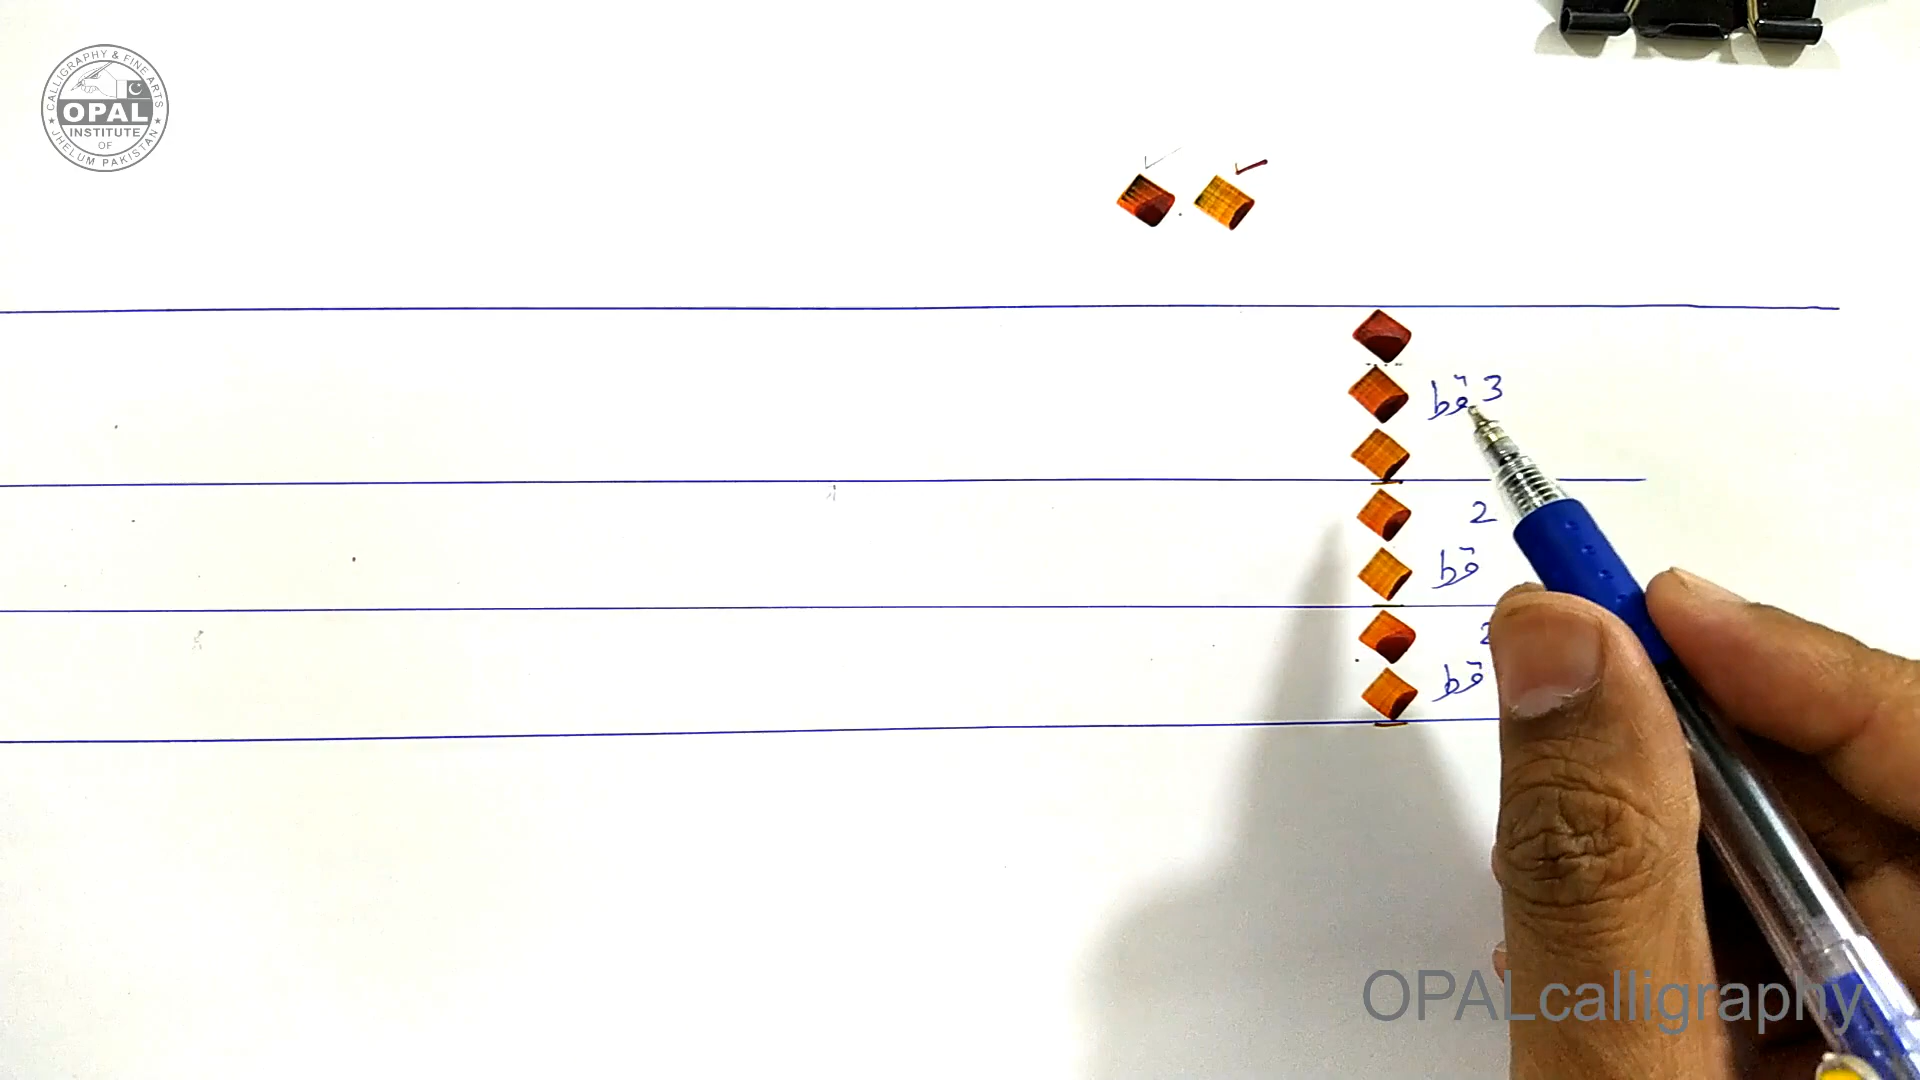 CALLIGRAPHY & FINE ARTS
OPAL
INSTITUTE
OF
JHELUM PAKISTAN
3 قط
2
قط
2
قط
OPALcalligraphy